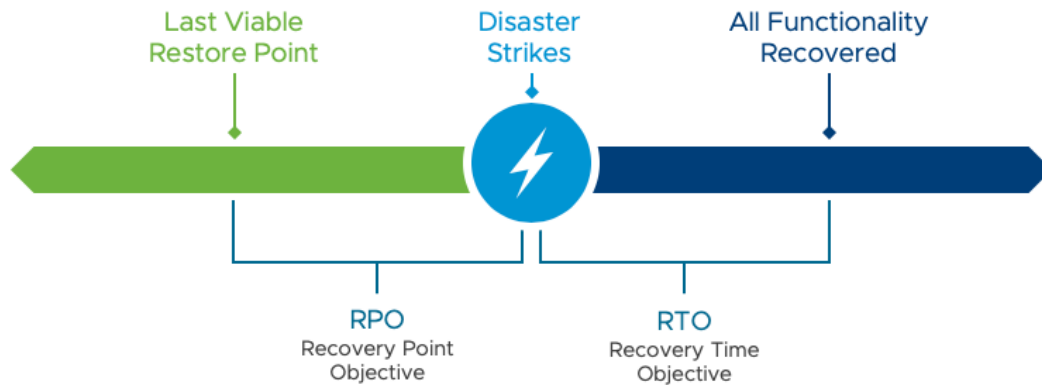 Last Viable
Restore Point
Disaster
Strikes
All Functionality
Recovered
RPO
Recovery Point
Objective
RTO
Recovery Time
Objective